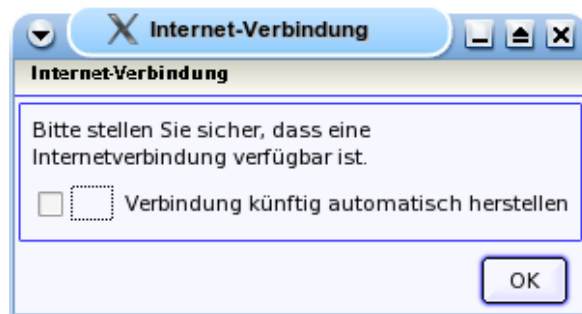 Internet-Verbindung
Internet-Verbindung
Bitte stellen Sie sicher, dass eine
Internetverbindung verfügbar ist.
Verbindung künftig automatisch herstellen
OK